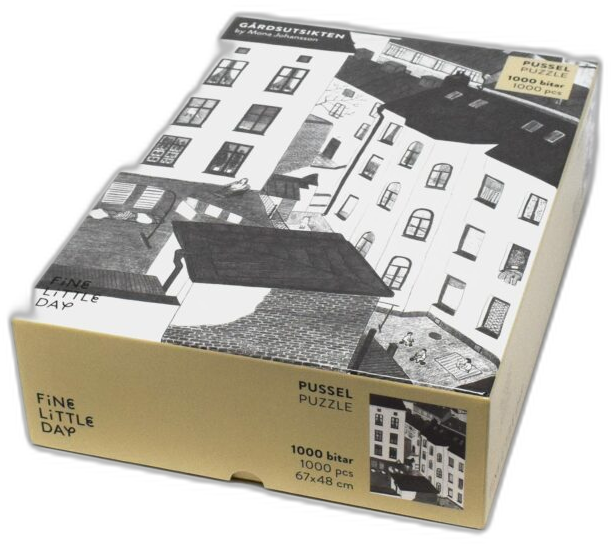 GÅRDSUTSIKTEN
by Mona Johansson
PUSSEL
PUZZLE
1000 bitar
1000 pcs
FiNE
LiTTLE
DAY
FiNE
LiTTLE
DAY
PUSSEL
PUZZLE
1000 bitar
1000 pcs
67x48 cm